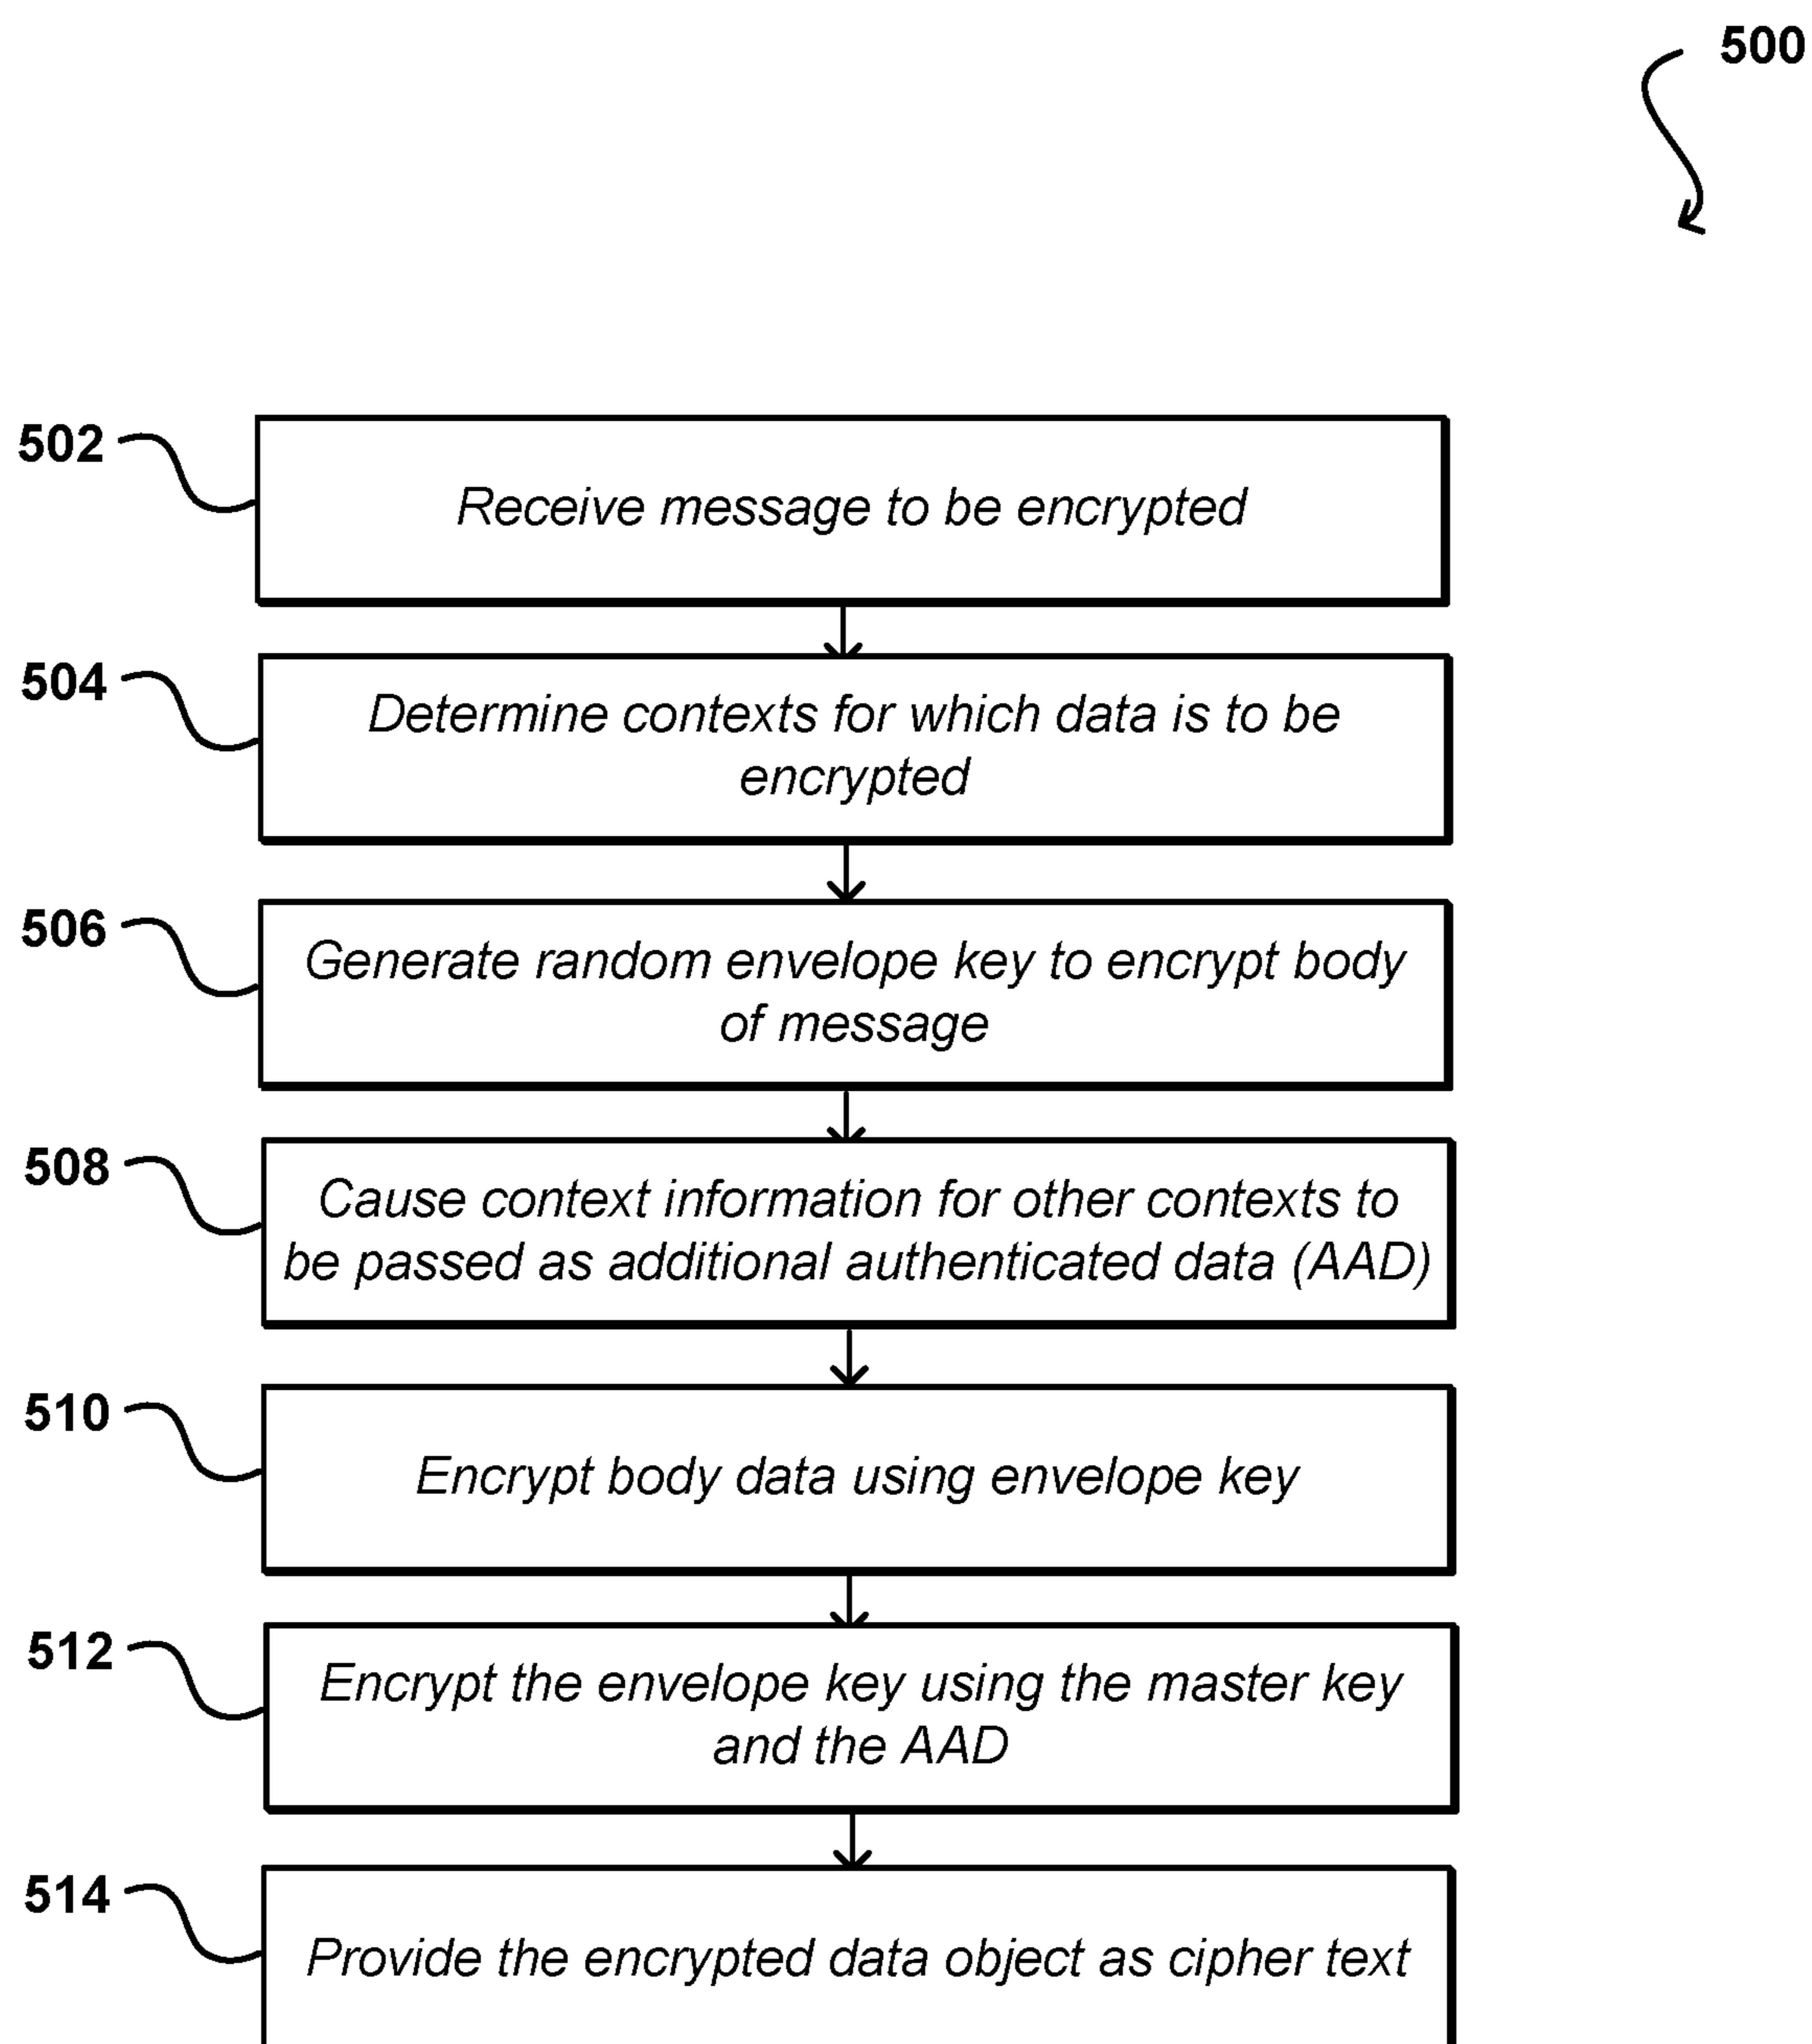 500
502
Receive message to be encrypted
504
Determine contexts for which data is to be
encrypted
506
Generate random envelope key to encrypt body
of message
508
Cause context information for other contexts to
be passed as additional authenticated data (AAD)
510
Encrypt body data using envelope key
512
Encrypt the envelope key using the master key
and the AAD
514
Provide the encrypted data object as cipher text